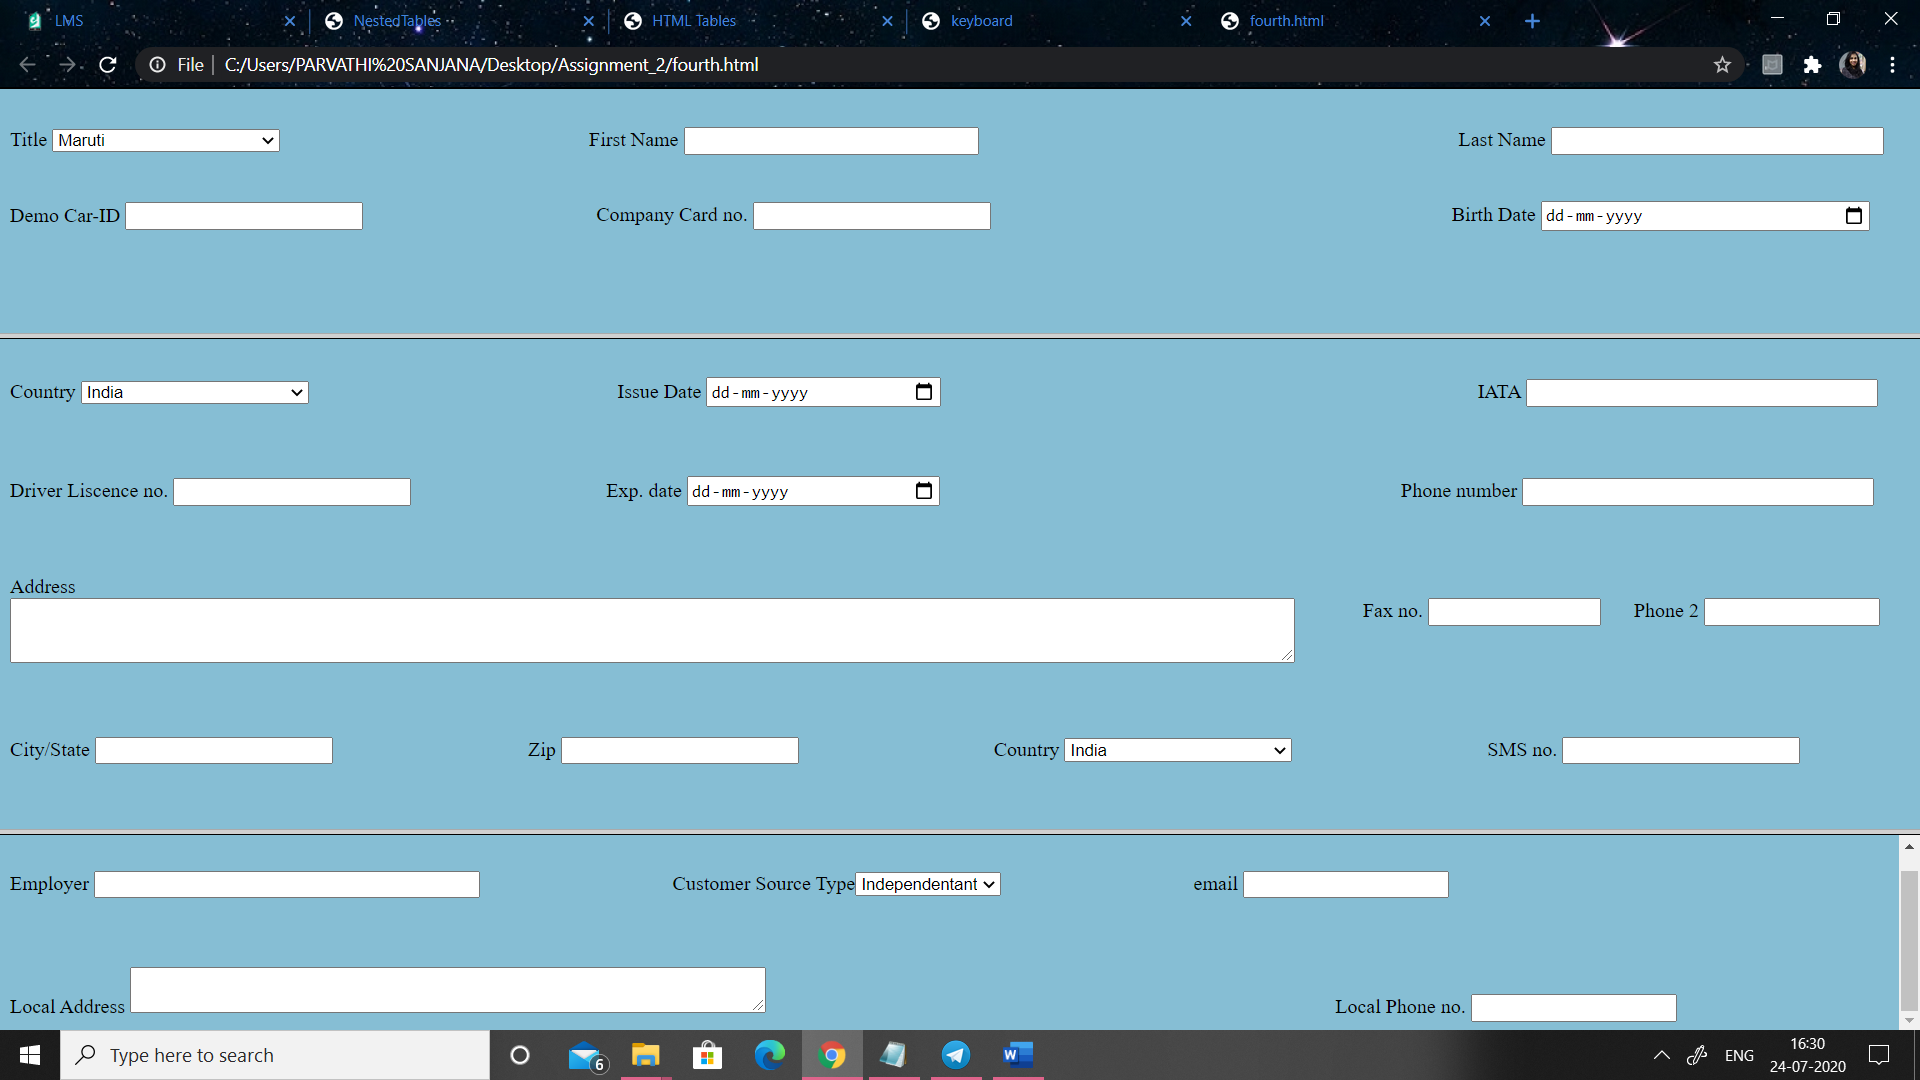 LMS NestedTables HTML Tables keyboard fourth.html
File C:/Users/PARVATHI%20SANJANA/Desktop/Assignment_2/fourth.html
Title Maruti First Name Last Name
Demo Car-ID Company Card no. Birth Date dd-mm-yyyy
Country India Issue Date dd-mm-yyyy IATA
Driver Liscence no. Exp. date dd-mm-yyyy Phone number
Address
Fax no. Phone 2
City/State Zip Country India SMS no.
Employer Customer Source Type Independentant email
Local Address Local Phone no.
Type here to search 6 W ENG 16:30
24-07-2020